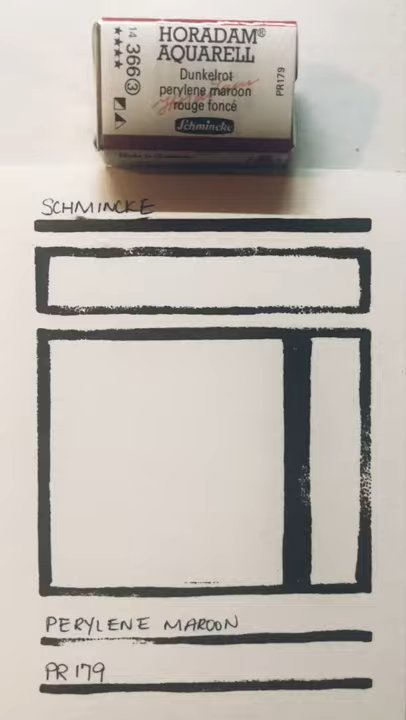 HORADAM®
AQUARELL
14 366 3
★★★★
Dunkelrot
perylene maroon
rouge foncé
PR179
Schmincke
SCHMINCKE
PERYLENE MAROON
PR 179